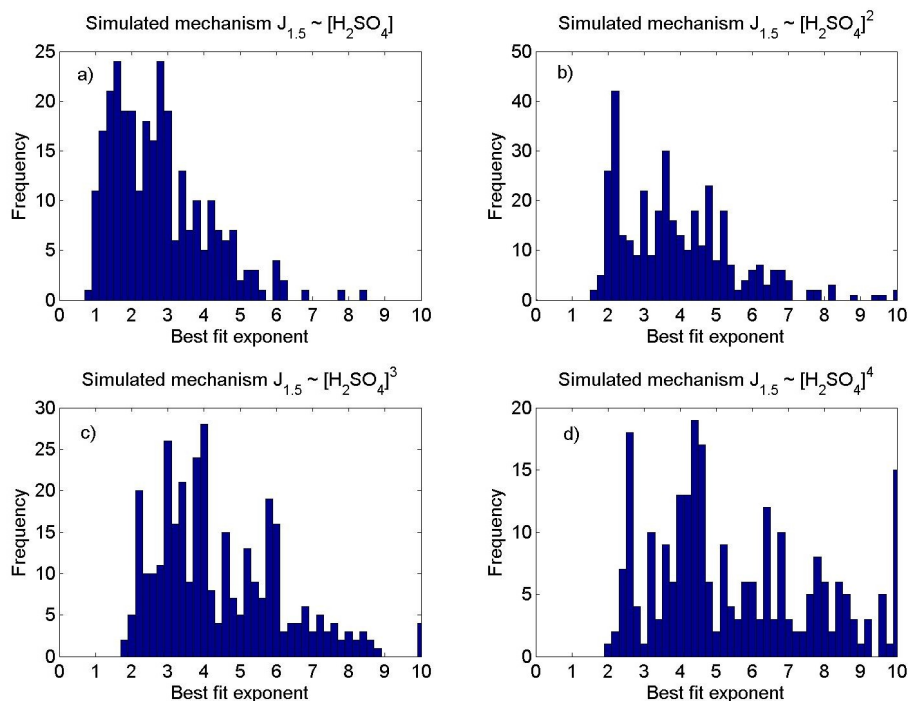 Simulated mechanism J1.5 ~ [H2SO4]
25
20
15
10
5
0
Frequency
a)
0 1 2 3 4 5 6 7 8 9 10
Best fit exponent
Simulated mechanism J1.5 ~ [H2SO4]2
50
40
30
20
10
0
Frequency
b)
0 1 2 3 4 5 6 7 8 9 10
Best fit exponent
Simulated mechanism J1.5 ~ [H2SO4]3
30
25
20
15
10
5
0
Frequency
c)
0 1 2 3 4 5 6 7 8 9 10
Best fit exponent
Simulated mechanism J1.5 ~ [H2SO4]4
20
15
10
5
0
Frequency
d)
0 1 2 3 4 5 6 7 8 9 10
Best fit exponent